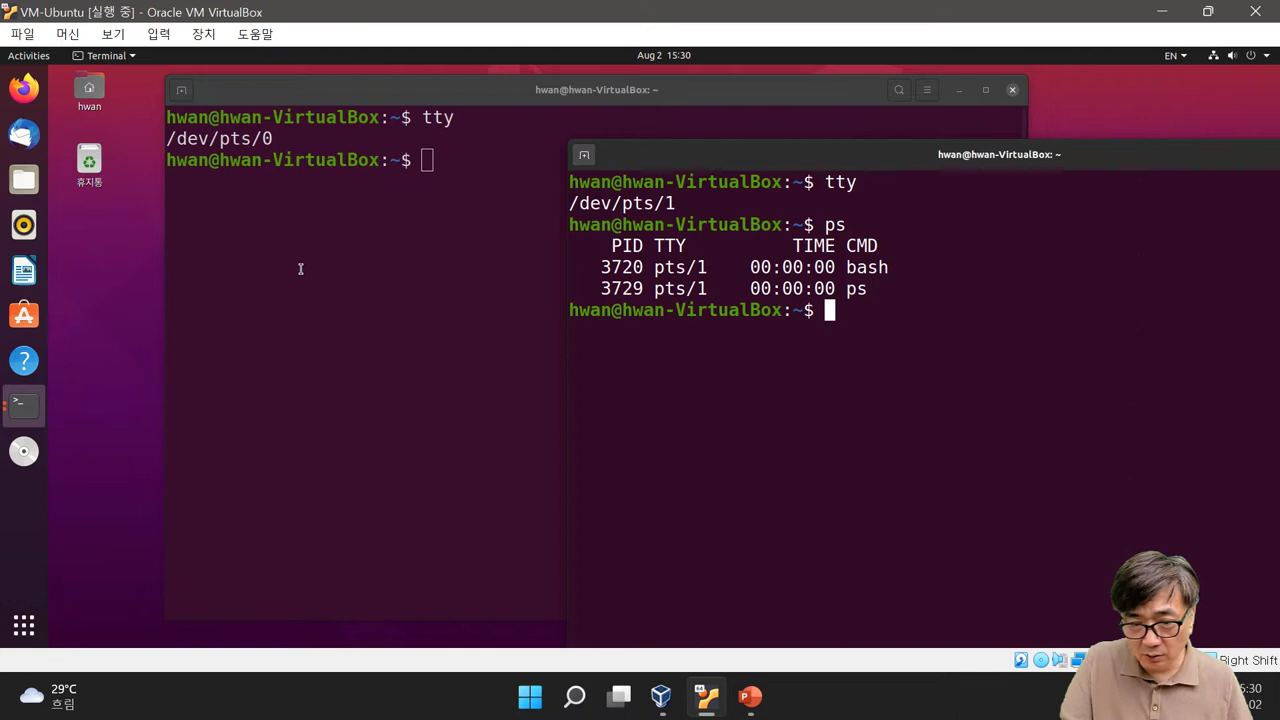 VM-Ubuntu [실행 중] - Oracle VM VirtualBox
파일 머신 보기 입력 장치 도움말
Activities Terminal Aug 2 15:30 EN
hwan
휴지통
hwan@hwan-VirtualBox: ~
hwan@hwan-VirtualBox:~$ tty
/dev/pts/0
hwan@hwan-VirtualBox:~$
hwan@hwan-VirtualBox: ~
hwan@hwan-VirtualBox:~$ tty
/dev/pts/1
hwan@hwan-VirtualBox:~$ ps
PID TTY TIME CMD
3720 pts/1 00:00:00 bash
3729 pts/1 00:00:00 ps
hwan@hwan-VirtualBox:~$
Right Shift
29°C
흐림